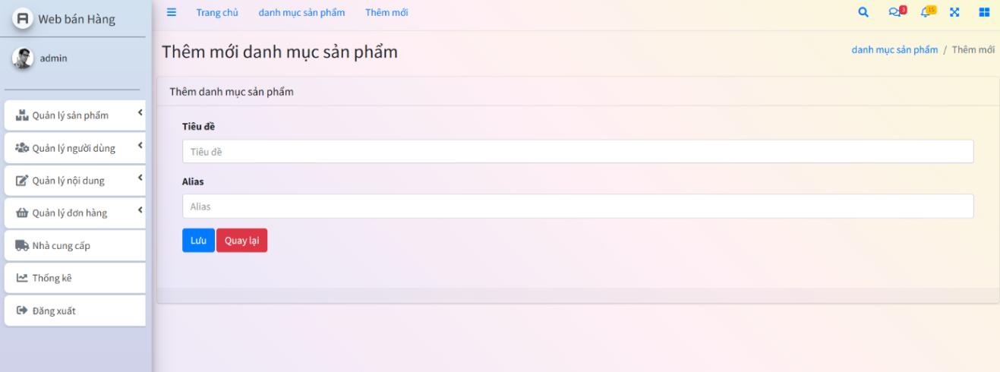 Web bán Hàng
Trang chủ danh mục sản phẩm Thêm mới
3 15
admin
Thêm mới danh mục sản phẩm
danh mục sản phẩm / Thêm mới
Thêm danh mục sản phẩm
Quản lý sản phẩm
Quản lý người dùng
Quản lý nội dung
Quản lý đơn hàng
Nhà cung cấp
Thống kê
Đăng xuất
Tiêu đề
Tiêu đề
Alias
Alias
Lưu Quay lại